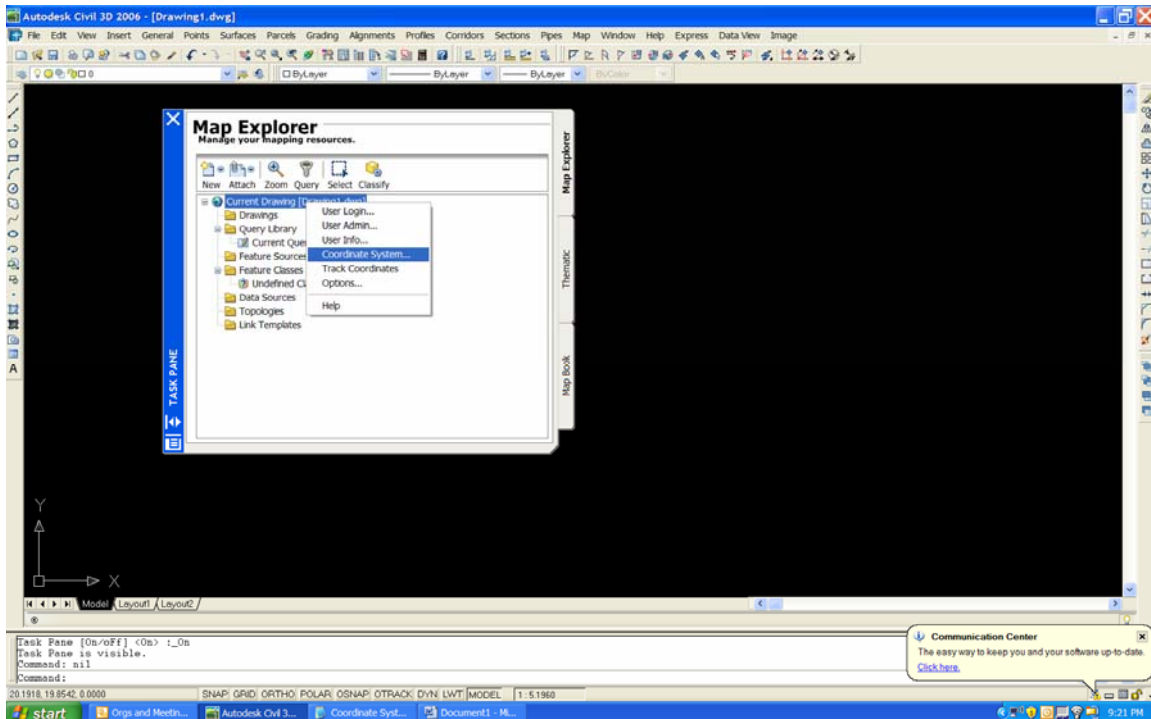 Autodesk Civil 3D 2006 - [Drawing1.dwg]
File Edit View Insert General Points Surfaces Parcels Grading Alignments Profiles Corridors Sections Pipes Map Window Help Express Data View Image
0 ByLayer ByLayer ByLayer ByColor
Map Explorer
Manage your mapping resources.
New Attach Zoom Query Select Classify
Current Drawing [Drawing1.dwg]
Drawings
Query Library
Current Que
Feature Sources
Feature Classes
Undefined Cl
Data Sources
Topologies
Link Templates
User Login...
User Admin...
User Info...
Coordinate System...
Track Coordinates
Options...
Help
Map Explorer
Thematic
Map Book
TASK PANE
Y
X
Model Layout1 Layout2
Task Pane [On/oFf] <On> :_On
Task Pane is visible.
Command: nil
Command:
Communication Center
The easy way to keep you and your software up-to-date.
Click here.
20.1918, 19.8542, 0.0000 SNAP GRID ORTHO POLAR OSNAP OTRACK DYN LWT MODEL 1 : 5.1960
start Orgs and Meetin... Autodesk Civil 3... Coordinate Syst... Document1 - Mi... 9:21 PM